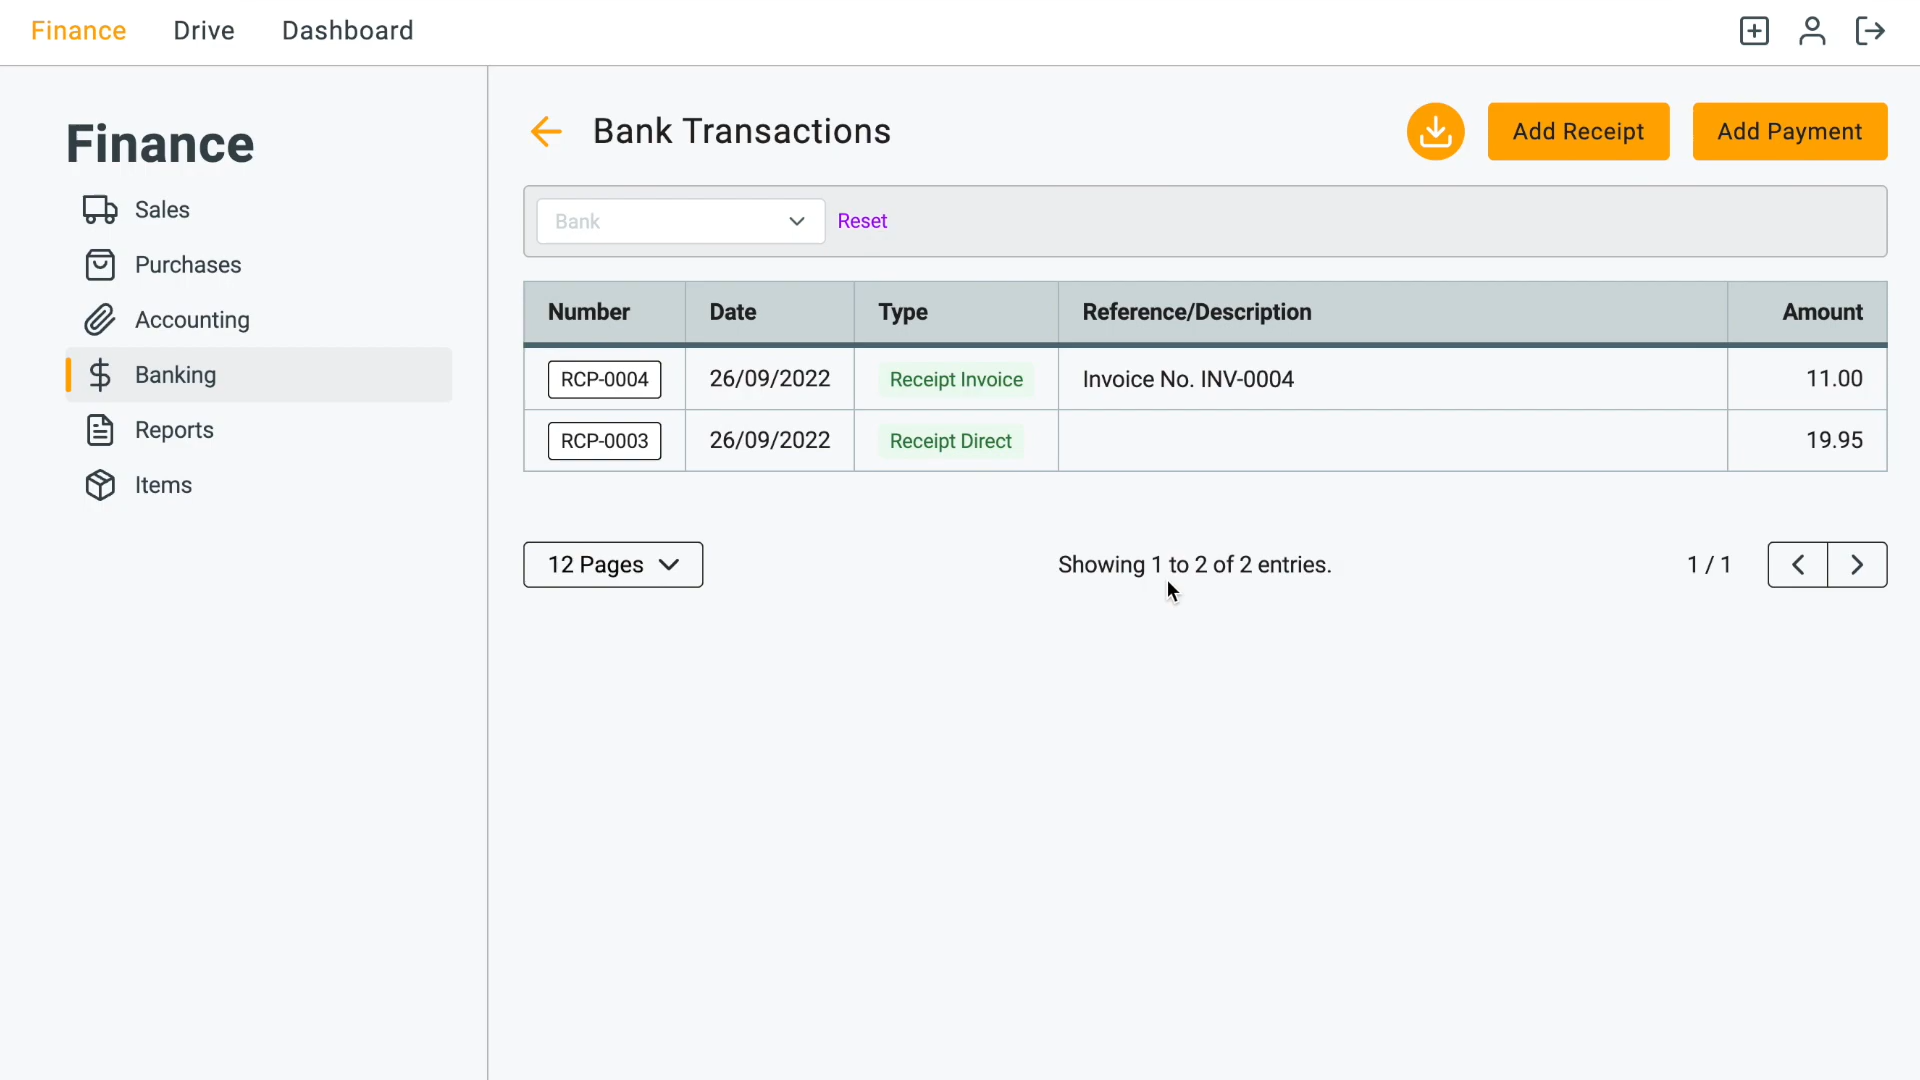 Finance Drive Dashboard
Finance
Sales
Purchases
Accounting
Banking
Reports
Items
Bank Transactions
Add Receipt Add Payment
Bank Reset
Number Date Type Reference/Description Amount
RCP-0004 26/09/2022 Receipt Invoice Invoice No. INV-0004 11.00
RCP-0003 26/09/2022 Receipt Direct 19.95
12 Pages Showing 1 to 2 of 2 entries. 1 / 1